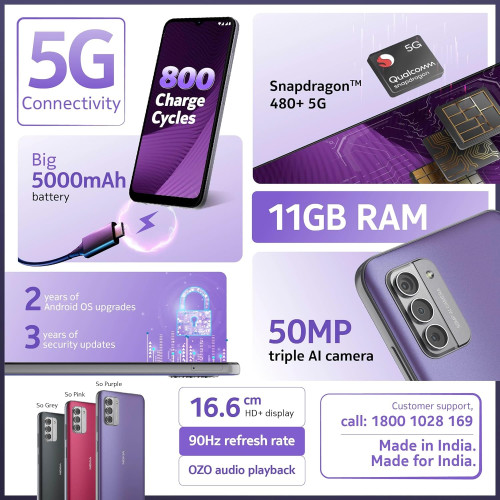 5G
Connectivity
800
Charge
Cycles
Snapdragon™
480+ 5G
5G
Qualcomm
snapdragon
Big
5000mAh
battery
11GB RAM
2 years of
Android OS upgrades
3 years of
security updates
50MP
triple AI camera
So Grey
So Pink
So Purple
16.6 cm
HD+ display
90Hz refresh rate
OZO audio playback
Customer support,
call: 1800 1028 169
Made in India.
Made for India.